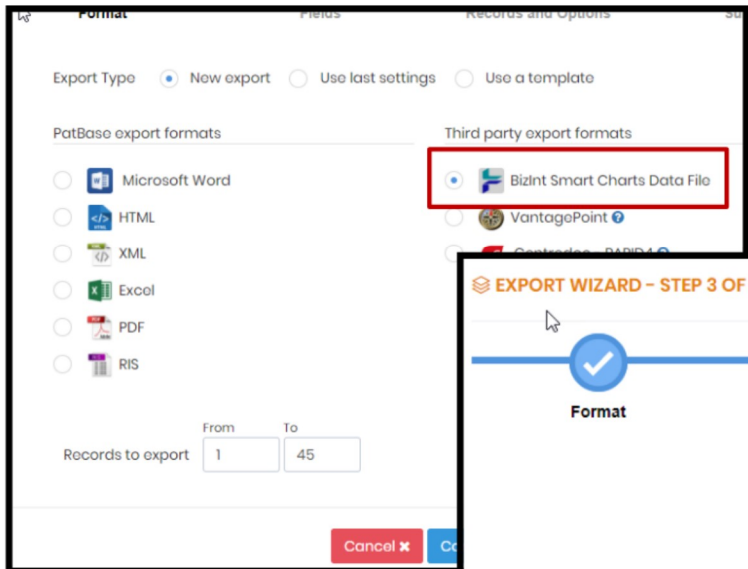 Format Fields Records and Options
Export Type New export Use last settings Use a template
PatBase export formats
Third party export formats
Microsoft Word
HTML
XML
Excel
PDF
RIS
BizInt Smart Charts Data File
VantagePoint
From To
Records to export 1 45
Cancel
EXPORT WIZARD - STEP 3 OF
Format